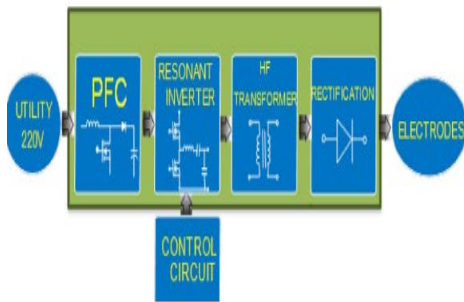 UTILITY
220V
PFC
RESONANT
INVERTER
HF
TRANSFORMER
RECTIFICATION
ELECTRODES
CONTROL
CIRCUIT